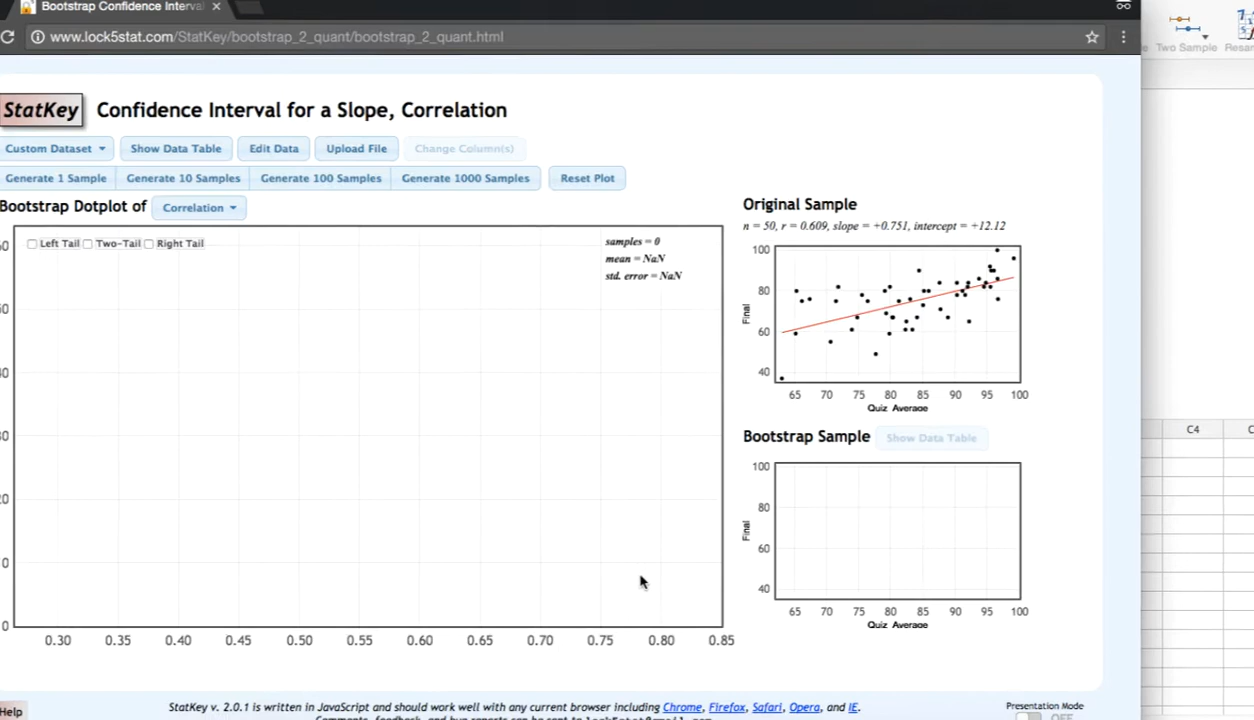 Bootstrap Confidence Interval
www.lock5stat.com/StatKey/bootstrap_2_quant/bootstrap_2_quant.html
Two Sample
StatKey Confidence Interval for a Slope, Correlation
Custom Dataset Show Data Table Edit Data Upload File Change Column(s)
Generate 1 Sample Generate 10 Samples Generate 100 Samples Generate 1000 Samples Reset Plot
Bootstrap Dotplot of Correlation
Left Tail Two-Tail Right Tail
samples = 0
mean = NaN
std. error = NaN
0.30 0.35 0.40 0.45 0.50 0.55 0.60 0.65 0.70 0.75 0.80 0.85
Original Sample
n = 50, r = 0.609, slope = +0.751, intercept = +12.12
100
80
60
40
Final
65 70 75 80 85 90 95 100
Quiz Average
Bootstrap Sample Show Data Table
100
80
60
40
Final
65 70 75 80 85 90 95 100
Quiz Average
C4
Help
StatKey v. 2.0.1 is written in JavaScript and should work well with any current browser including Chrome, Firefox, Safari, Opera, and IE.
Presentation Mode
OFF